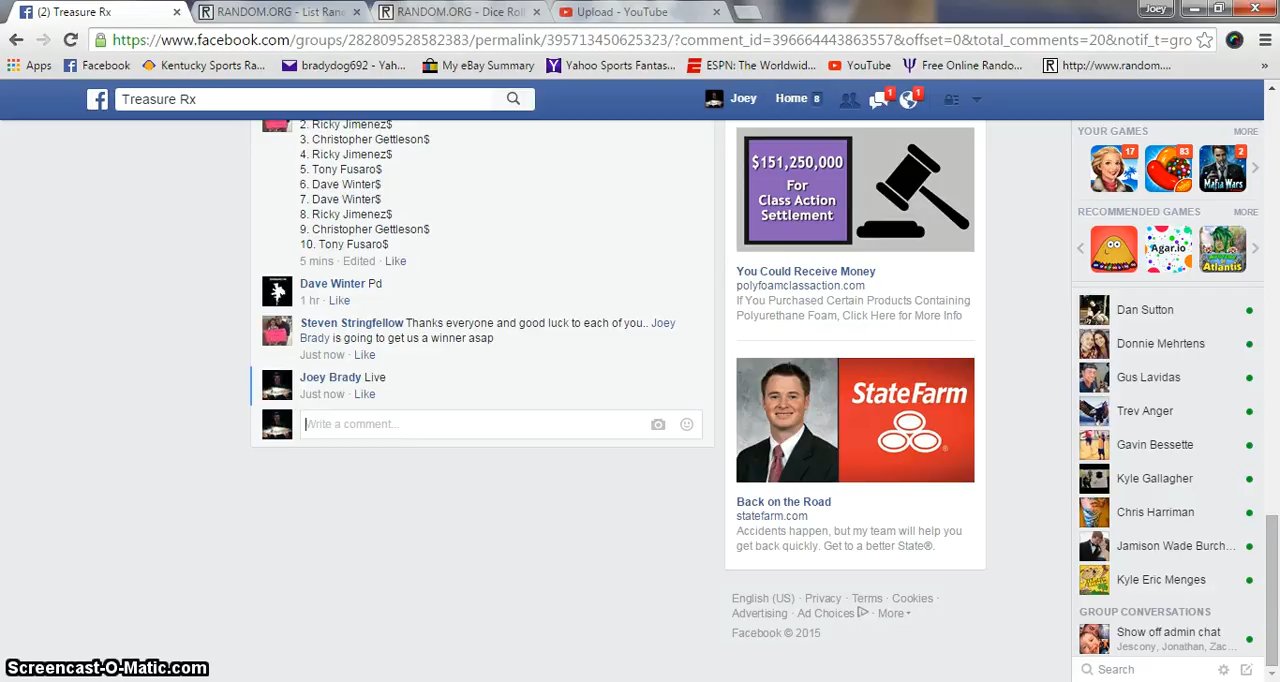 (2) Treasure Rx
RANDOM.ORG - List Ran
RANDOM.ORG - Dice Roll
Upload - YouTube
Joey
https://www.facebook.com/groups/282809528582383/permalink/395713450625323/?comment_id=396664443863557&offset=0&total_comments=20&notif_t=gro
Apps
Facebook
Kentucky Sports Ra...
bradydog692 - Yah...
My eBay Summary
Yahoo Sports Fantas...
ESPN: The Worldwid...
YouTube
Free Online Rando...
http://www.random....
»
Treasure Rx
Joey
Home 8
1
1
2. Ricky Jimenez$
3. Christopher Gettleson$
4. Ricky Jimenez$
5. Tony Fusaro$
6. Dave Winter$
7. Dave Winter$
8. Ricky Jimenez$
9. Christopher Gettleson$
10. Tony Fusaro$
5 mins · Edited · Like
Dave Winter Pd
1 hr · Like
Steven Stringfellow Thanks everyone and good luck to each of you.. Joey
Brady is going to get us a winner asap
Just now · Like
Joey Brady Live
Just now · Like
Write a comment...
$151,250,000
For
Class Action
Settlement
You Could Receive Money
polyfoamclassaction.com
If You Purchased Certain Products Containing
Polyurethane Foam, Click Here for More Info
StateFarm
Back on the Road
statefarm.com
Accidents happen, but my team will help you
get back quickly. Get to a better State®.
English (US) · Privacy · Terms · Cookies ·
Advertising · Ad Choices · More
Facebook © 2015
YOUR GAMES
MORE
17
83
2
Mafia Wars
RECOMMENDED GAMES
MORE
Agar.io
Atlantis
Dan Sutton
Donnie Mehrtens
Gus Lavidas
Trev Anger
Gavin Bessette
Kyle Gallagher
Chris Harriman
Jamison Wade Burch...
Kyle Eric Menges
GROUP CONVERSATIONS
Show off admin chat
Jescony, Jonathan, Zac...
Search
Screencast-O-Matic.com